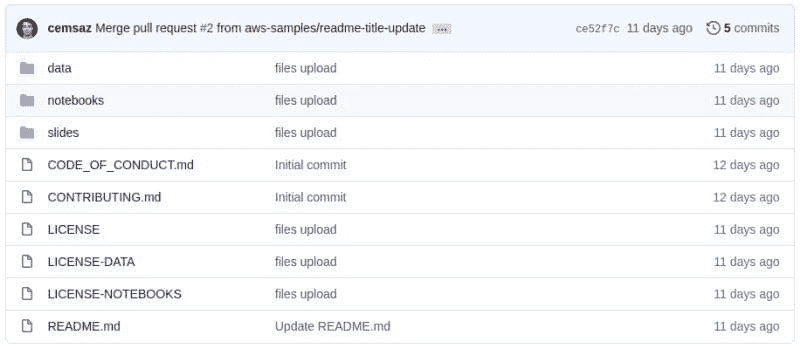 cemsaz Merge pull request #2 from aws-samples/readme-title-update ... ce52f7c 11 days ago 5 commits
data files upload 11 days ago
notebooks files upload 11 days ago
slides files upload 11 days ago
CODE_OF_CONDUCT.md Initial commit 12 days ago
CONTRIBUTING.md Initial commit 12 days ago
LICENSE files upload 11 days ago
LICENSE-DATA files upload 11 days ago
LICENSE-NOTEBOOKS files upload 11 days ago
README.md Update README.md 11 days ago